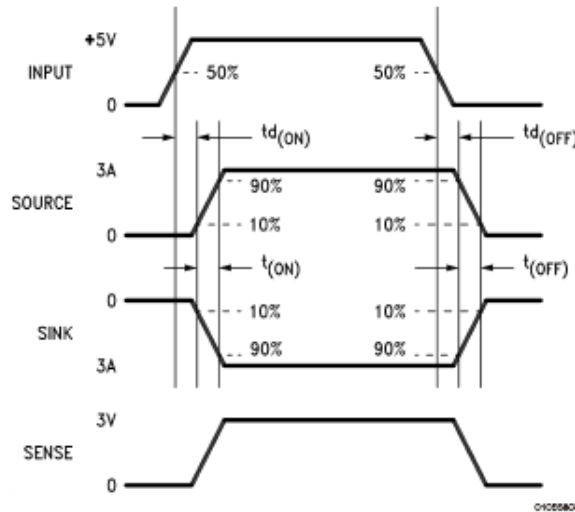 +5V
INPUT
50%
50%
0
td(ON)
td(OFF)
3A
90%
90%
SOURCE
10%
10%
0
t(ON)
t(OFF)
0
10%
10%
SINK
90%
90%
3A
3V
SENSE
0